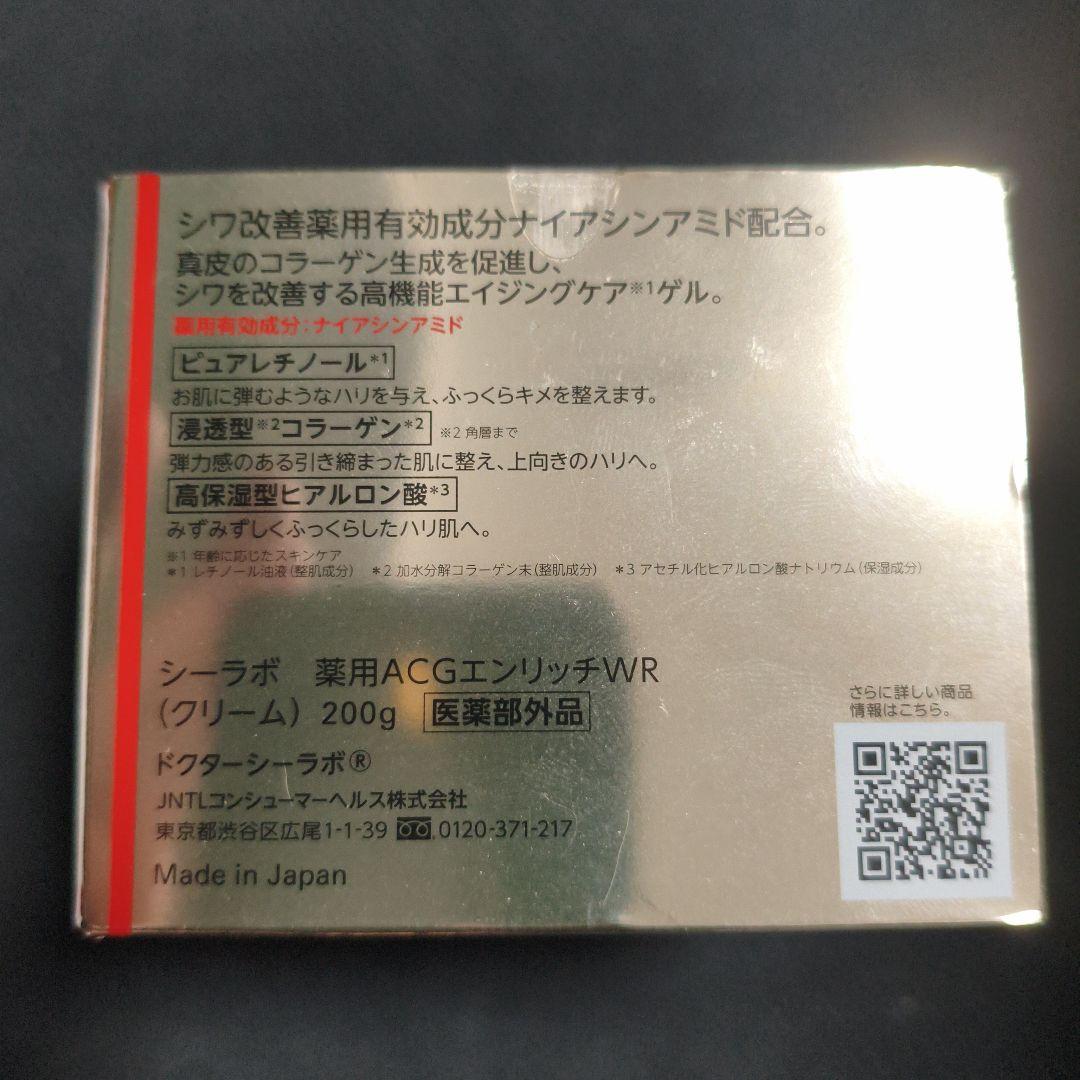 シワ改善薬用有効成分ナイアシンアミド配合。
真皮のコラーゲン生成を促進し、
シワを改善する高機能エイジングケア※1ゲル。
薬用有効成分：ナイアシンアミド
ピュアレチノール*1
お肌に弾むようなハリを与え、ふっくらキメを整えます。
浸透型※2コラーゲン*2 ※2 角層まで
弾力感のある引き締まった肌に整え、上向きのハリへ。
高保湿型ヒアルロン酸*3
みずみずしくふっくらしたハリ肌へ。
※1 年齢に応じたスキンケア
*1 レチノール油液（整肌成分） *2 加水分解コラーゲン末（整肌成分） *3 アセチル化ヒアルロン酸ナトリウム（保湿成分）
シーラボ 薬用ACGエンリッチWR
（クリーム） 200g 医薬部外品
ドクターシーラボ®
JNTLコンシューマーヘルス株式会社
東京都渋谷区広尾1-1-39 0120-371-217
Made in Japan
さらに詳しい商品
情報はこちら。